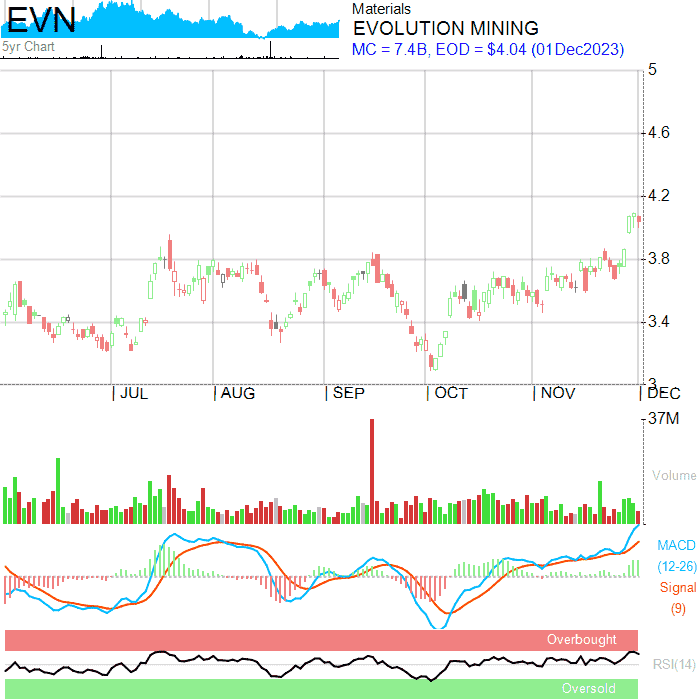 EVN
5yr Chart
Materials
EVOLUTION MINING
MC = 7.4B, EOD = $4.04 (01Dec2023)
5
4.6
4.2
3.8
3.4
3
JUL
AUG
SEP
OCT
NOV
DEC
37M
Volume
MACD
(12-26)
Signal
(9)
Overbought
RSI(14)
Oversold